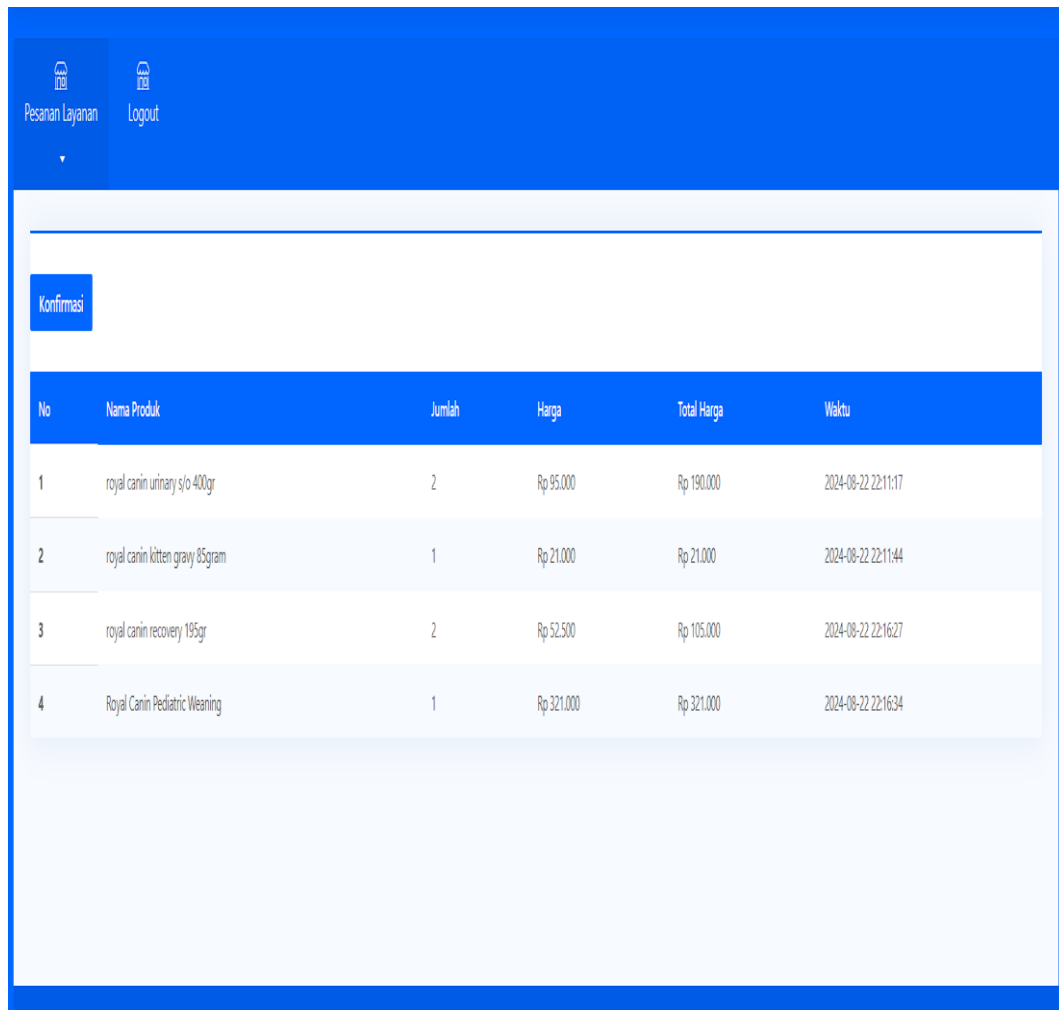 Pesanan Layanan Logout
Konfirmasi
No Nama Produk Jumlah Harga Total Harga Waktu
1 royal canin urinary s/o 400gr 2 Rp 95.000 Rp 190.000 2024-08-22 22:11:17
2 royal canin kitten gravy 85gram 1 Rp 21.000 Rp 21.000 2024-08-22 22:11:44
3 royal canin recovery 195gr 2 Rp 52.500 Rp 105.000 2024-08-22 22:16:27
4 Royal Canin Pediatric Weaning 1 Rp 321.000 Rp 321.000 2024-08-22 22:16:34